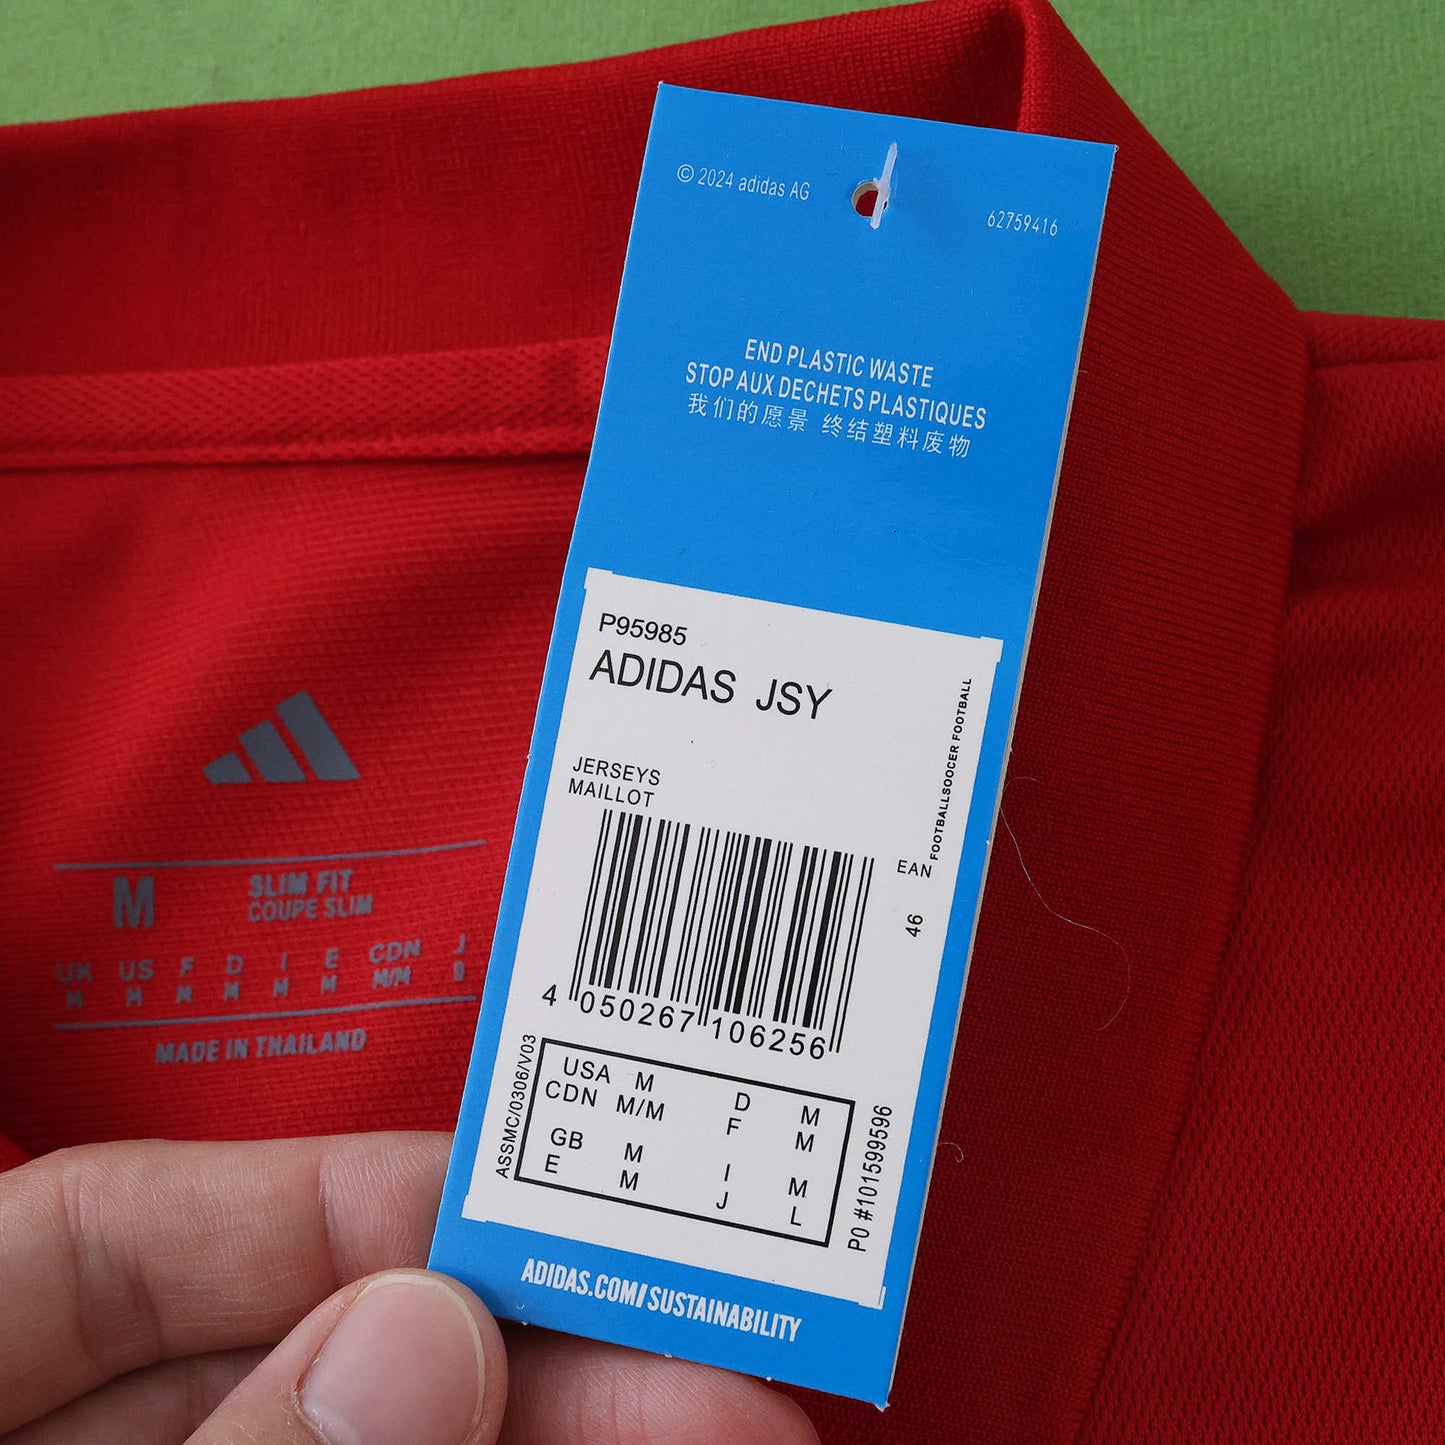 © 2024 adidas AG
62759416
END PLASTIC WASTE
STOP AUX DECHETS PLASTIQUES
我们的愿景 终结塑料废物
P95985
ADIDAS JSY
FOOTBALLSOCCER FOOTBALL
JERSEYS
MAILLOT
EAN
46
4 050267 106256
ASSMC/0306/V03
USA M D M
CDN M/M F M
GB M I M
E M J L
PO #101599596
ADIDAS.COM/SUSTAINABILITY
M
SLIM FIT
COUPE SLIM
UK US F D I E CDN J
M M M M M M M/M
MADE IN THAILAND